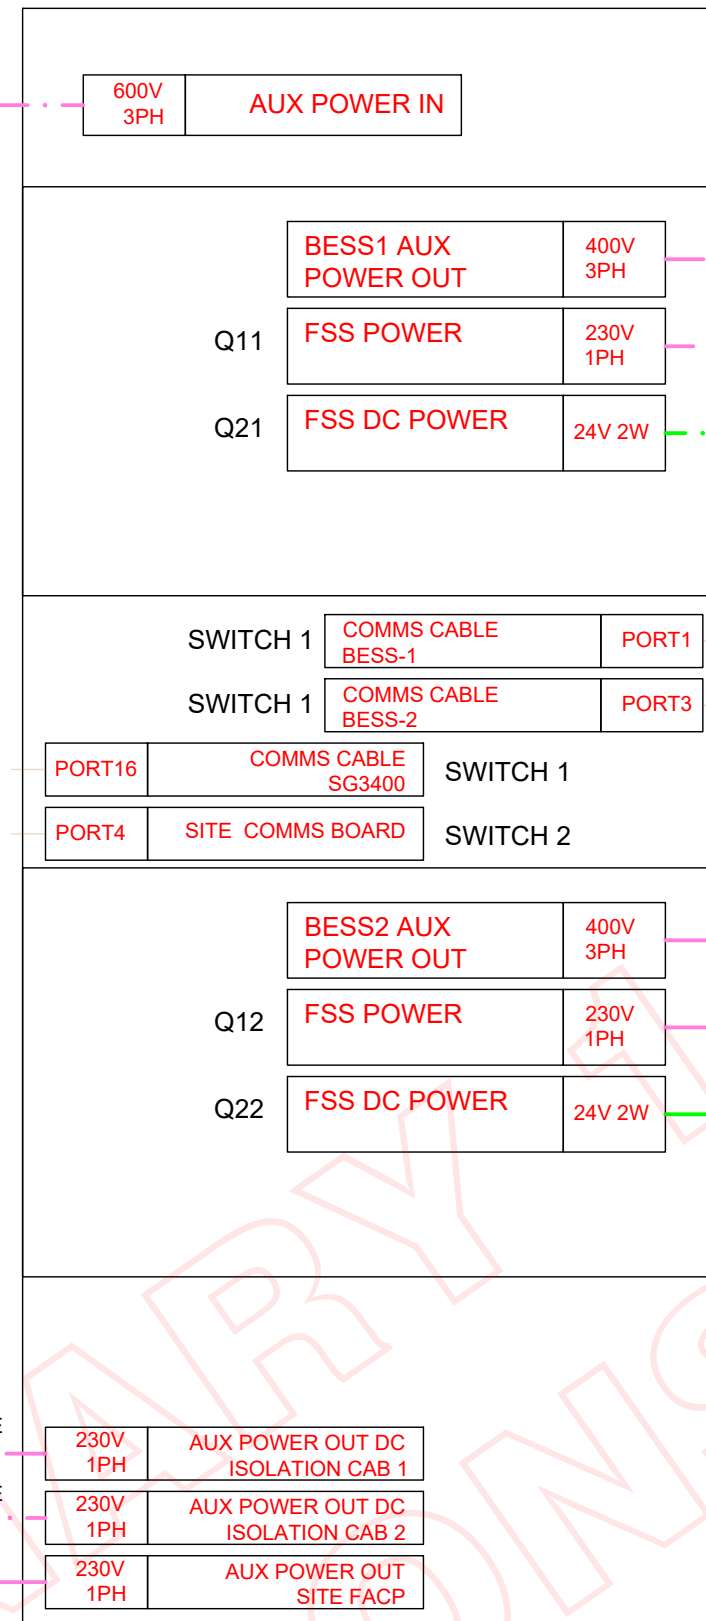 600V
3PH
AUX POWER IN
BESS1 AUX
POWER OUT
400V
3PH
Q11
FSS POWER
230V
1PH
Q21
FSS DC POWER
24V 2W
SWITCH 1
COMMS CABLE
BESS-1
PORT1
SWITCH 1
COMMS CABLE
BESS-2
PORT3
PORT16
COMMS CABLE
SG3400
SWITCH 1
PORT4
SITE COMMS BOARD
SWITCH 2
BESS2 AUX
POWER OUT
400V
3PH
Q12
FSS POWER
230V
1PH
Q22
FSS DC POWER
24V 2W
E
230V
1PH
AUX POWER OUT DC
ISOLATION CAB 1
E
230V
1PH
AUX POWER OUT DC
ISOLATION CAB 2
230V
1PH
AUX POWER OUT
SITE FACP